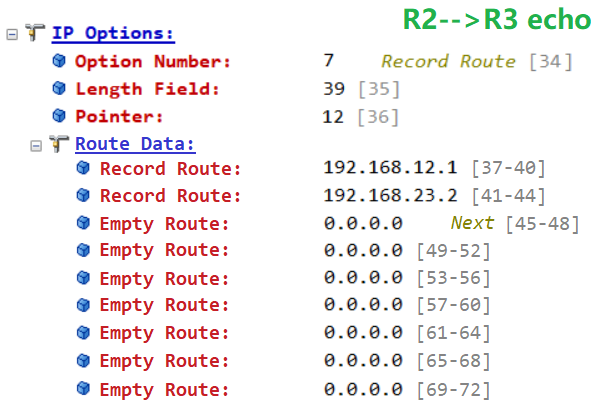 R2-->R3 echo
IP Options:
Option Number: 7 Record Route [34]
Length Field: 39 [35]
Pointer: 12 [36]
Route Data:
Record Route: 192.168.12.1 [37-40]
Record Route: 192.168.23.2 [41-44]
Empty Route: 0.0.0.0 Next [45-48]
Empty Route: 0.0.0.0 [49-52]
Empty Route: 0.0.0.0 [53-56]
Empty Route: 0.0.0.0 [57-60]
Empty Route: 0.0.0.0 [61-64]
Empty Route: 0.0.0.0 [65-68]
Empty Route: 0.0.0.0 [69-72]